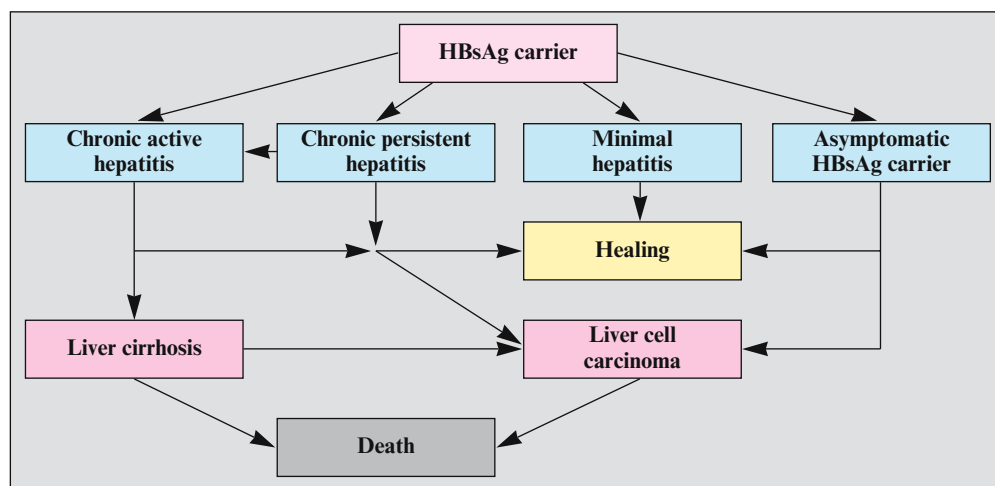 HBsAg carrier
Chronic active
hepatitis
Chronic persistent
hepatitis
Minimal
hepatitis
Asymptomatic
HBsAg carrier
Healing
Liver cirrhosis
Liver cell
carcinoma
Death